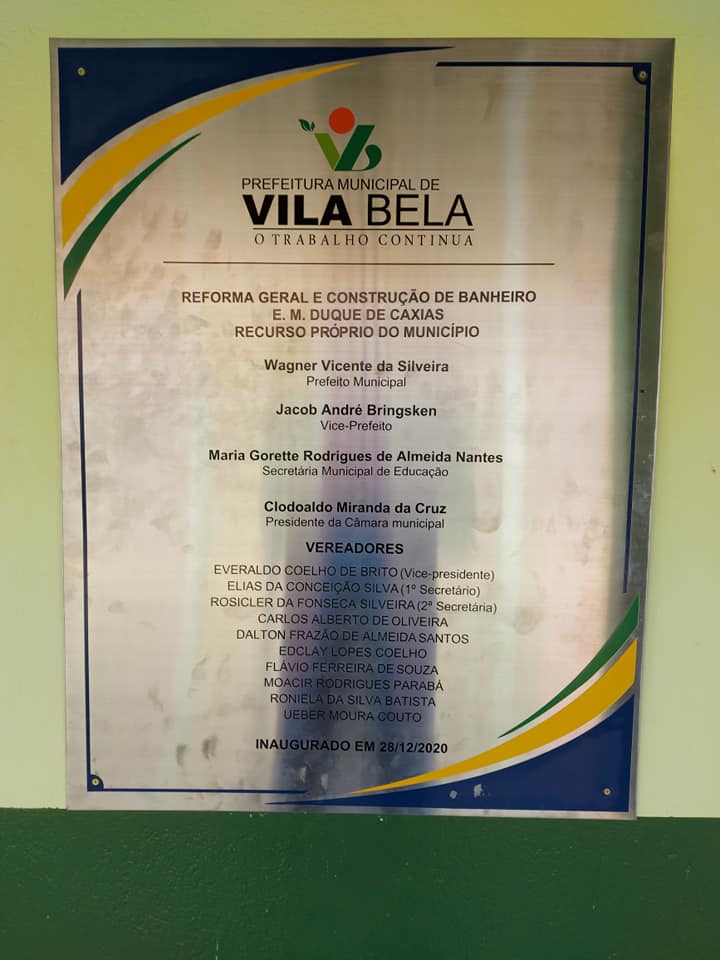 PREFEITURA MUNICIPAL DE
VILA BELA
O TRABALHO CONTINUA
REFORMA GERAL E CONSTRUÇÃO DE BANHEIRO
E. M. DUQUE DE CAXIAS
RECURSO PRÓPRIO DO MUNICÍPIO
Wagner Vicente da Silveira
Prefeito Municipal
Jacob André Bringsken
Vice-Prefeito
Maria Gorette Rodrigues de Almeida Nantes
Secretária Municipal de Educação
Clodoaldo Miranda da Cruz
Presidente da Câmara municipal
VEREADORES
EVERALDO COELHO DE BRITO (Vice-presidente)
ELIAS DA CONCEIÇÃO SILVA (1º Secretário)
ROSICLER DA FONSECA SILVEIRA (2ª Secretária)
CARLOS ALBERTO DE OLIVEIRA
DALTON FRAZÃO DE ALMEIDA SANTOS
EDCLAY LOPES COELHO
FLÁVIO FERREIRA DE SOUZA
MOACIR RODRIGUES PARABÁ
RONIELA DA SILVA BATISTA
UEBER MOURA COUTO
INAUGURADO EM 28/12/2020